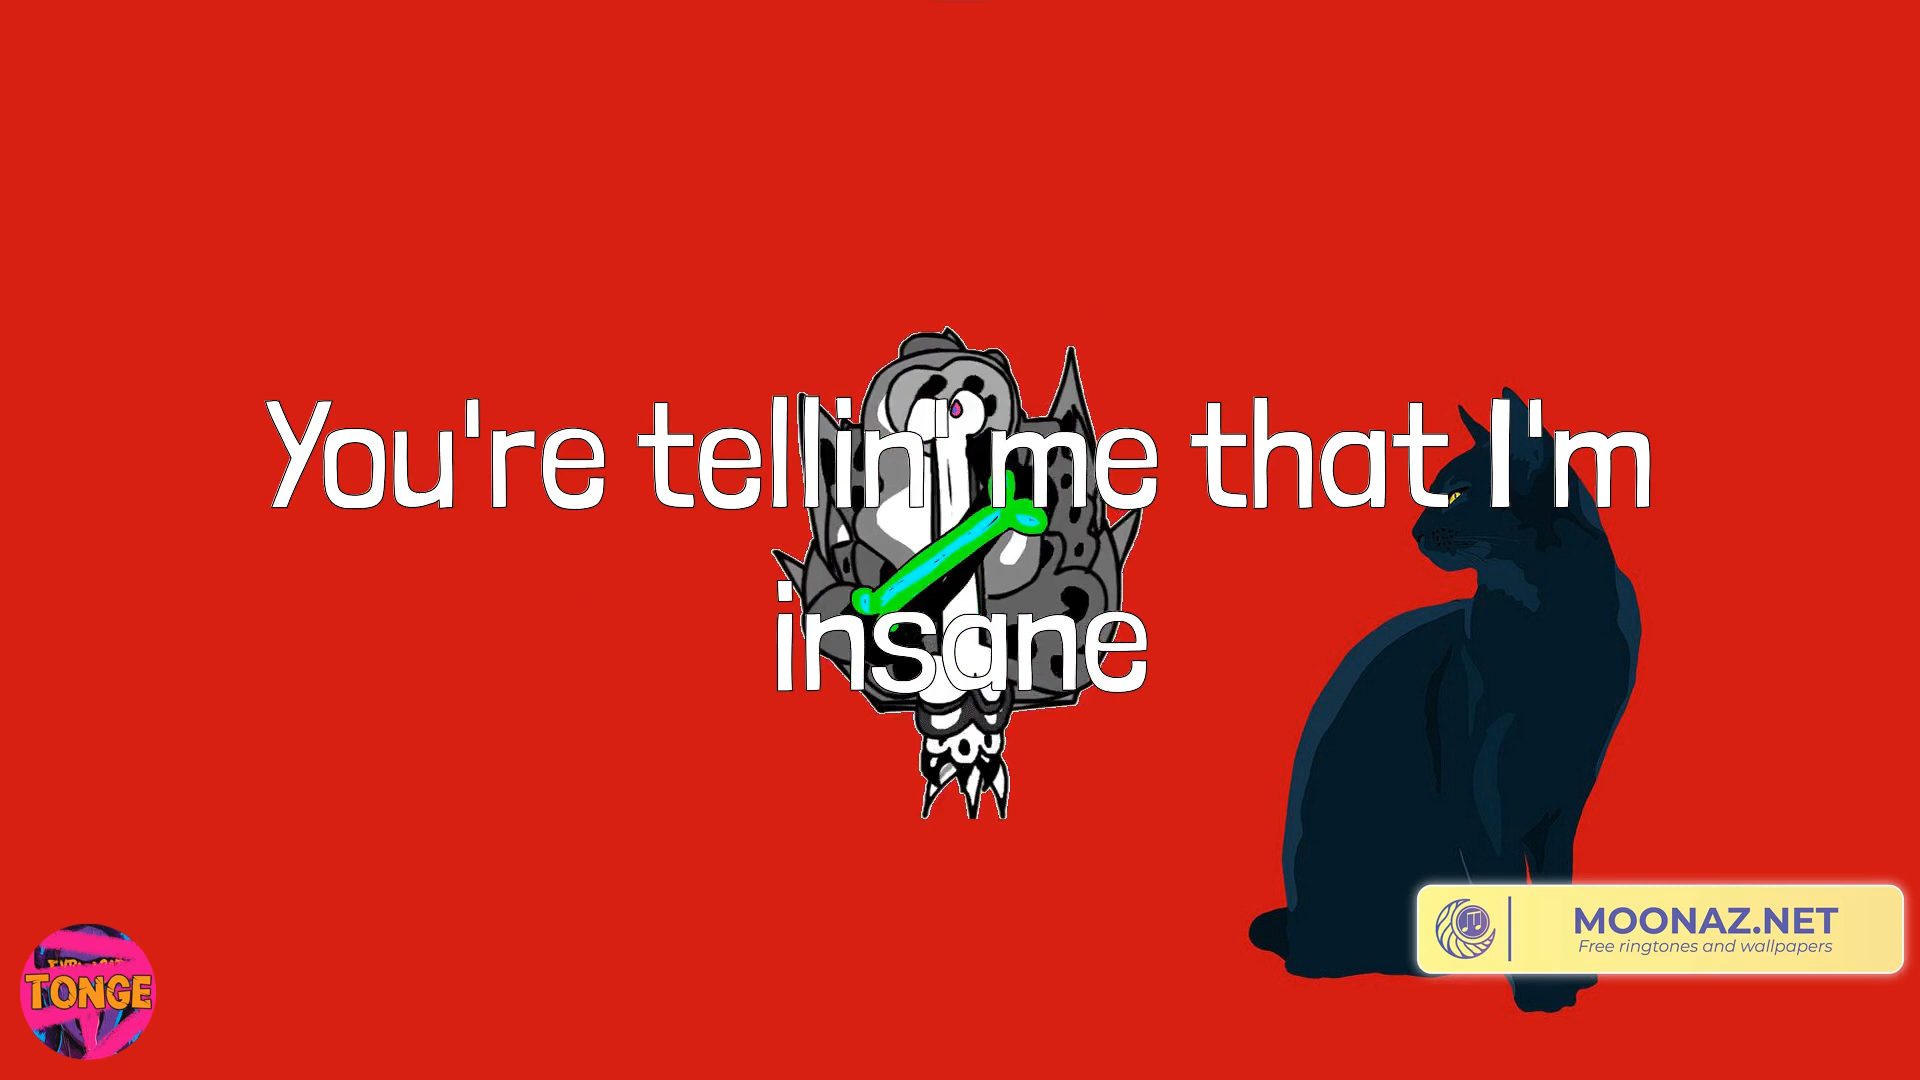 You're tellin' me that I'm
insane
MOONAZ.NET
Free ringtones and wallpapers
TONGE